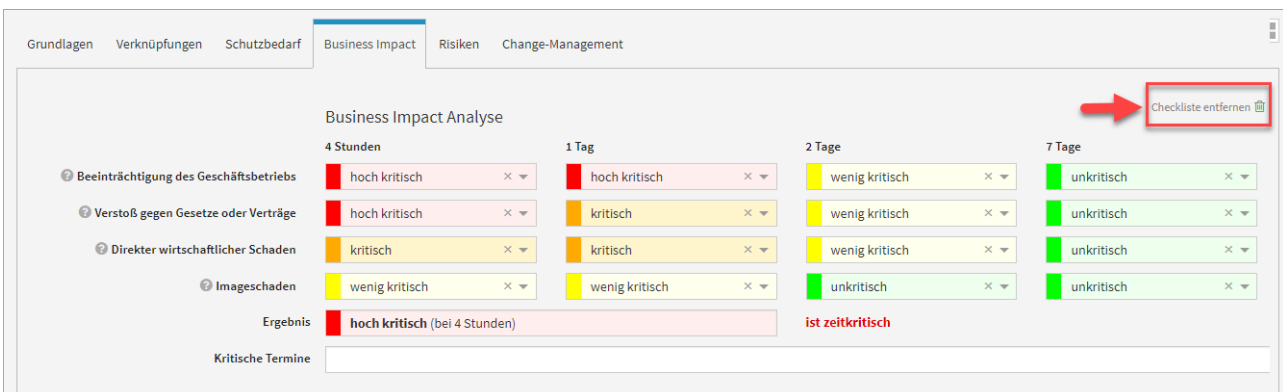 Grundlagen Verknüpfungen Schutzbedarf Business Impact Risiken Change-Management
Checkliste entfernen
Business Impact Analyse
4 Stunden 1 Tag 2 Tage 7 Tage
Beeinträchtigung des Geschäftsbetriebs hoch kritisch hoch kritisch wenig kritisch unkritisch
Verstoß gegen Gesetze oder Verträge hoch kritisch kritisch wenig kritisch unkritisch
Direkter wirtschaftlicher Schaden kritisch kritisch wenig kritisch unkritisch
Imageschaden wenig kritisch wenig kritisch unkritisch unkritisch
Ergebnis hoch kritisch (bei 4 Stunden) ist zeitkritisch
Kritische Termine